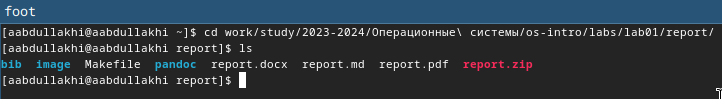 foot
[aabdullakhi@aabdullakhi ~]$ cd work/study/2023-2024/Операционные\ системы/os-intro/labs/lab01/report/
[aabdullakhi@aabdullakhi report]$ ls
bib  image  Makefile  pandoc  report.docx  report.md  report.pdf  report.zip
[aabdullakhi@aabdullakhi report]$